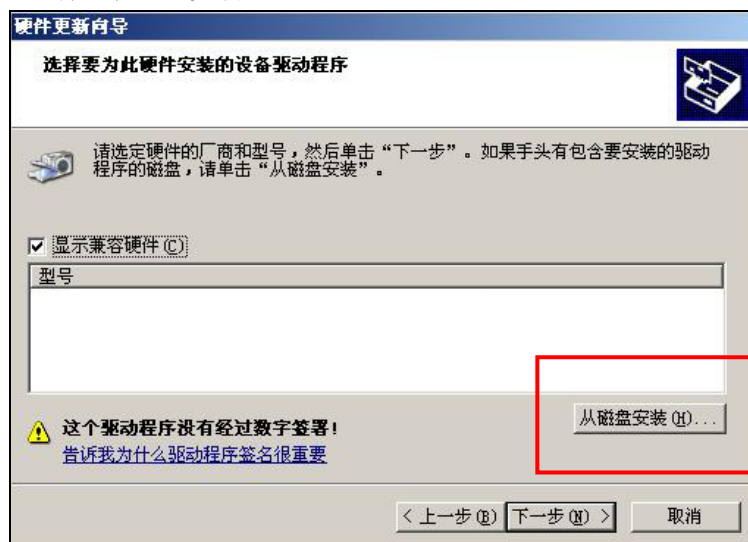 硬件更新向导
选择要为此硬件安装的设备驱动程序
请选定硬件的厂商和型号，然后单击“下一步”。如果手头有包含要安装的驱动
程序的磁盘，请单击“从磁盘安装”。
显示兼容硬件(C)
型号
从磁盘安装(H)...
这个驱动程序没有经过数字签署！
告诉我为什么驱动程序签名很重要
< 上一步(B) 下一步(N) > 取消